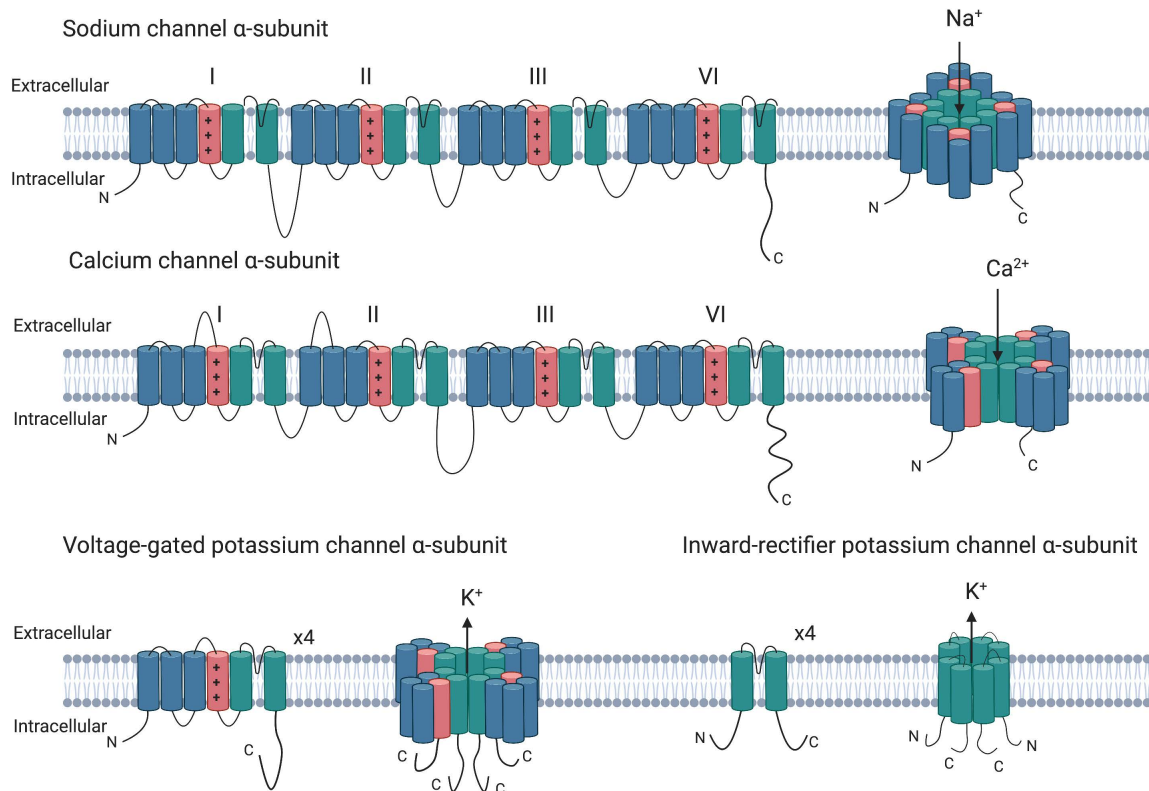 Sodium channel α-subunit
Na⁺
I II III VI
Extracellular
+ + + +
+ + + +
+ + + +
Intracellular
N
N
C
C
Calcium channel α-subunit
Ca²⁺
I II III VI
Extracellular
+ + + +
+ + + +
+ + + +
Intracellular
N
N
C
C
Voltage-gated potassium channel α-subunit
Inward-rectifier potassium channel α-subunit
K⁺
K⁺
Extracellular
x4
x4
+
+
+
Intracellular
N
C
C
C
C
C
N
C
N
N
C
C